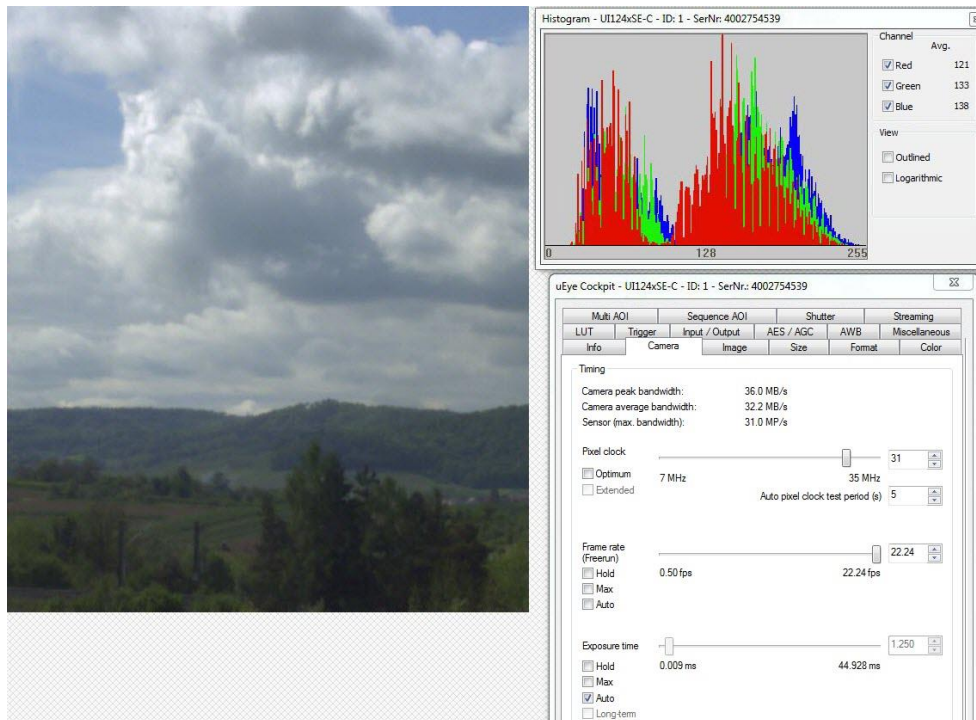 Histogram - UI124xSE-C - ID: 1 - SerNr: 4002754539
Channel
Avg.
Red 121
Green 133
Blue 138
View
Outlined
Logarithmic
0 128 255
uEye Cockpit - UI124xSE-C - ID: 1 - SerNr.: 4002754539
Multi AOI Sequence AOI Shutter Streaming
LUT Trigger Input / Output AES / AGC AWB Miscellaneous
Info Camera Image Size Format Color
Timing
Camera peak bandwidth: 36.0 MB/s
Camera average bandwidth: 32.2 MB/s
Sensor (max. bandwidth): 31.0 MP/s
Pixel clock 31
Optimum 7 MHz 35 MHz
Extended Auto pixel clock test period (s) 5
Frame rate
(Freerun) 22.24
Hold 0.50 fps 22.24 fps
Max
Auto
Exposure time 1.250
Hold 0.009 ms 44.928 ms
Max
Auto
Long-term